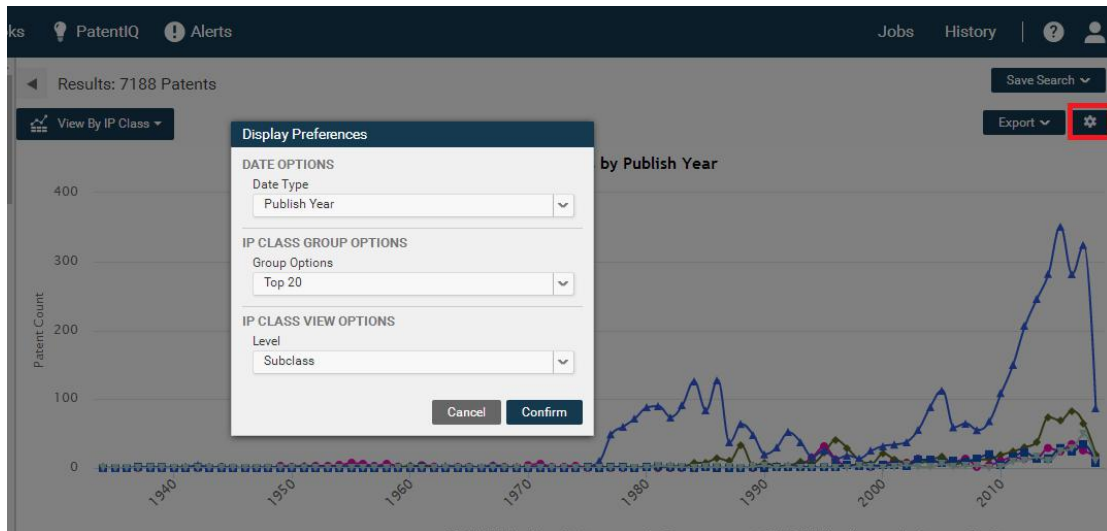 ks PatentIQ Alerts Jobs History
Results: 7188 Patents Save Search
View By IP Class Export
Display Preferences
by Publish Year
DATE OPTIONS
Date Type
Publish Year
IP CLASS GROUP OPTIONS
Group Options
Top 20
IP CLASS VIEW OPTIONS
Level
Subclass
Cancel Confirm
Patent Count
400
300
200
100
0
1940 1950 1960 1970 1980 1990 2000 2010